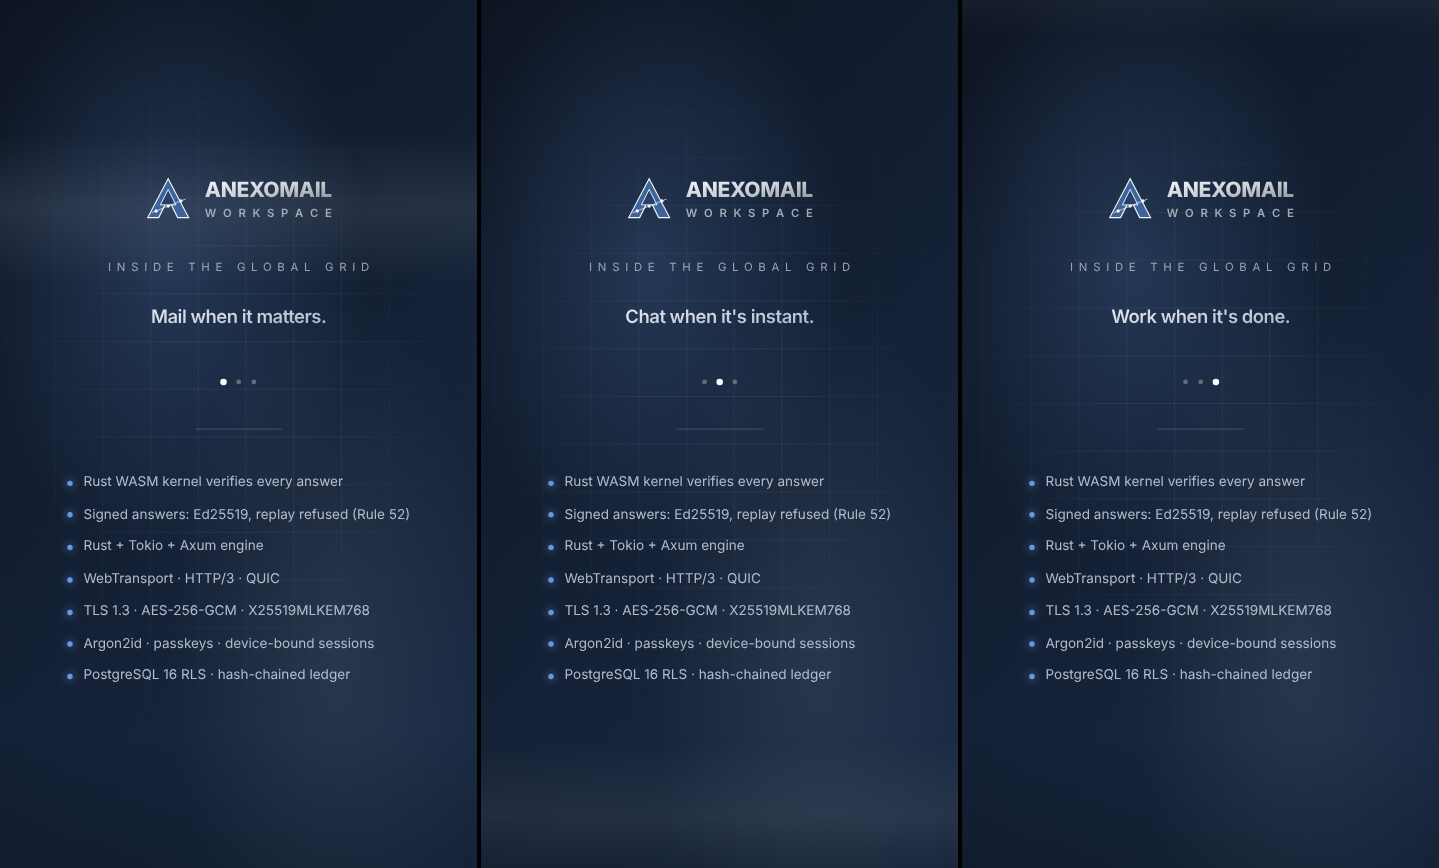 ANEXOMAIL
WORKSPACE
INSIDE THE GLOBAL GRID
Mail when it matters.
Rust WASM kernel verifies every answer
Signed answers: Ed25519, replay refused (Rule 52)
Rust + Tokio + Axum engine
WebTransport · HTTP/3 · QUIC
TLS 1.3 · AES-256-GCM · X25519MLKEM768
Argon2id · passkeys · device-bound sessions
PostgreSQL 16 RLS · hash-chained ledger
ANEXOMAIL
WORKSPACE
INSIDE THE GLOBAL GRID
Chat when it's instant.
Rust WASM kernel verifies every answer
Signed answers: Ed25519, replay refused (Rule 52)
Rust + Tokio + Axum engine
WebTransport · HTTP/3 · QUIC
TLS 1.3 · AES-256-GCM · X25519MLKEM768
Argon2id · passkeys · device-bound sessions
PostgreSQL 16 RLS · hash-chained ledger
ANEXOMAIL
WORKSPACE
INSIDE THE GLOBAL GRID
Work when it's done.
Rust WASM kernel verifies every answer
Signed answers: Ed25519, replay refused (Rule 52)
Rust + Tokio + Axum engine
WebTransport · HTTP/3 · QUIC
TLS 1.3 · AES-256-GCM · X25519MLKEM768
Argon2id · passkeys · device-bound sessions
PostgreSQL 16 RLS · hash-chained ledger